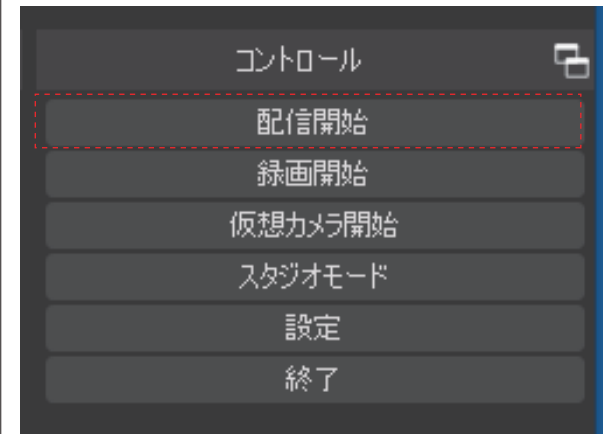 コントロール
配信開始
録画開始
仮想カメラ開始
スタジオモード
設定
終了